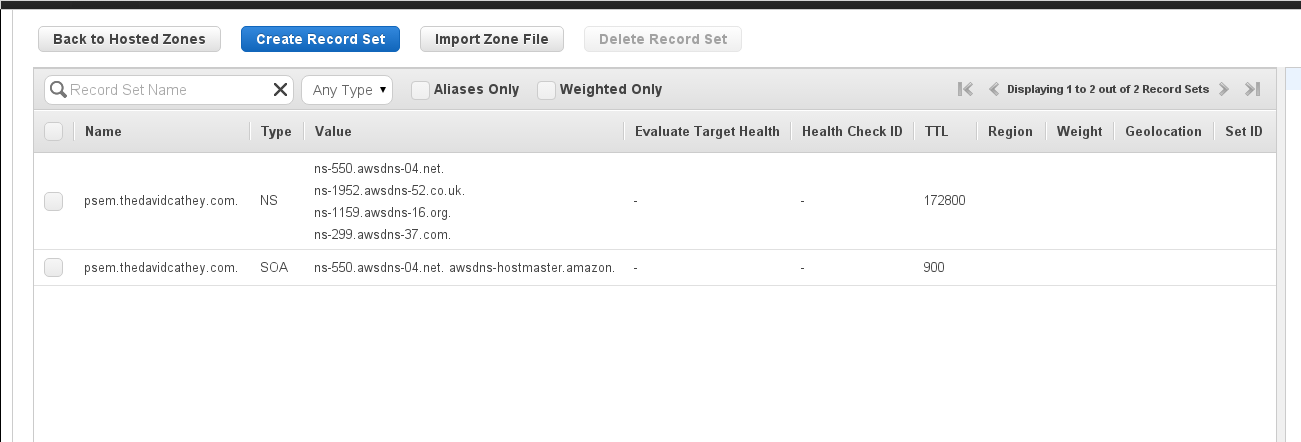 Back to Hosted Zones Create Record Set Import Zone File Delete Record Set
Record Set Name Any Type Aliases Only Weighted Only Displaying 1 to 2 out of 2 Record Sets
Name Type Value Evaluate Target Health Health Check ID TTL Region Weight Geolocation Set ID
ns-550.awsdns-04.net.
ns-1952.awsdns-52.co.uk.
psem.thedavidcathey.com. NS - - 172800
ns-1159.awsdns-16.org.
ns-299.awsdns-37.com.
psem.thedavidcathey.com. SOA ns-550.awsdns-04.net. awsdns-hostmaster.amazon. - - 900